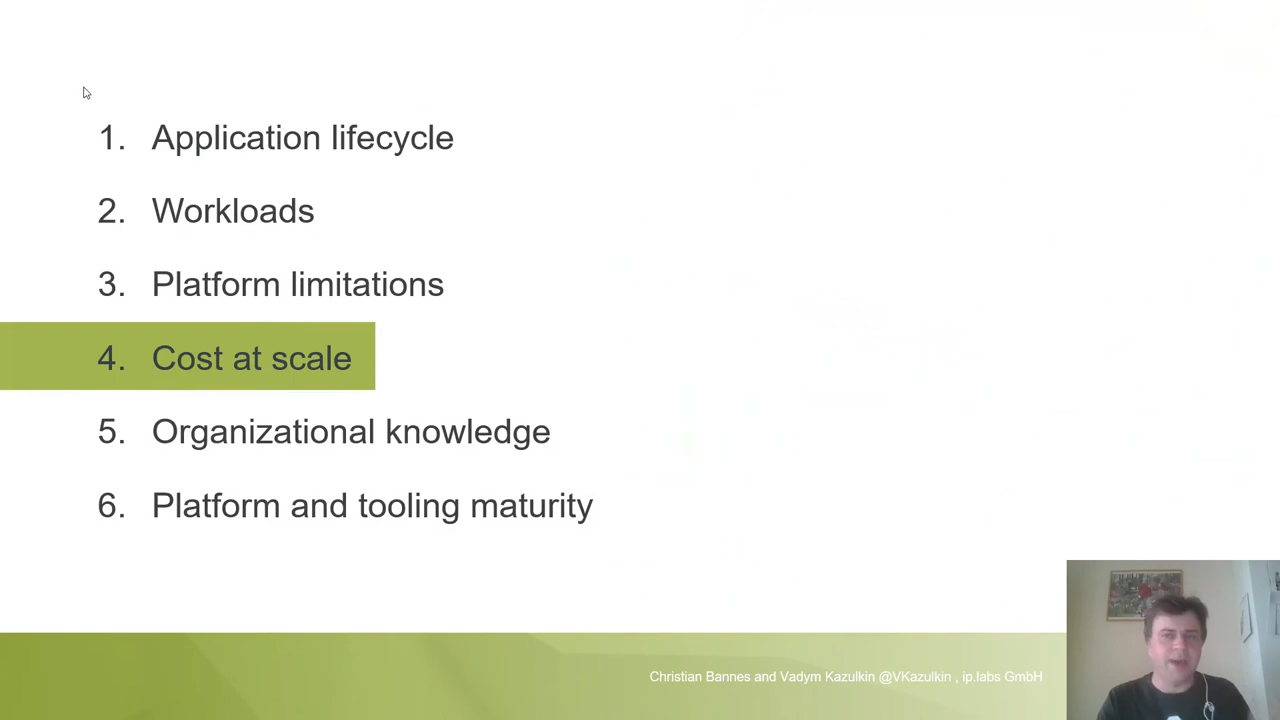 1. Application lifecycle
2. Workloads
3. Platform limitations
4. Cost at scale
5. Organizational knowledge
6. Platform and tooling maturity
Christian Bannes and Vadym Kazulkin @VKazulkin , ip.labs GmbH